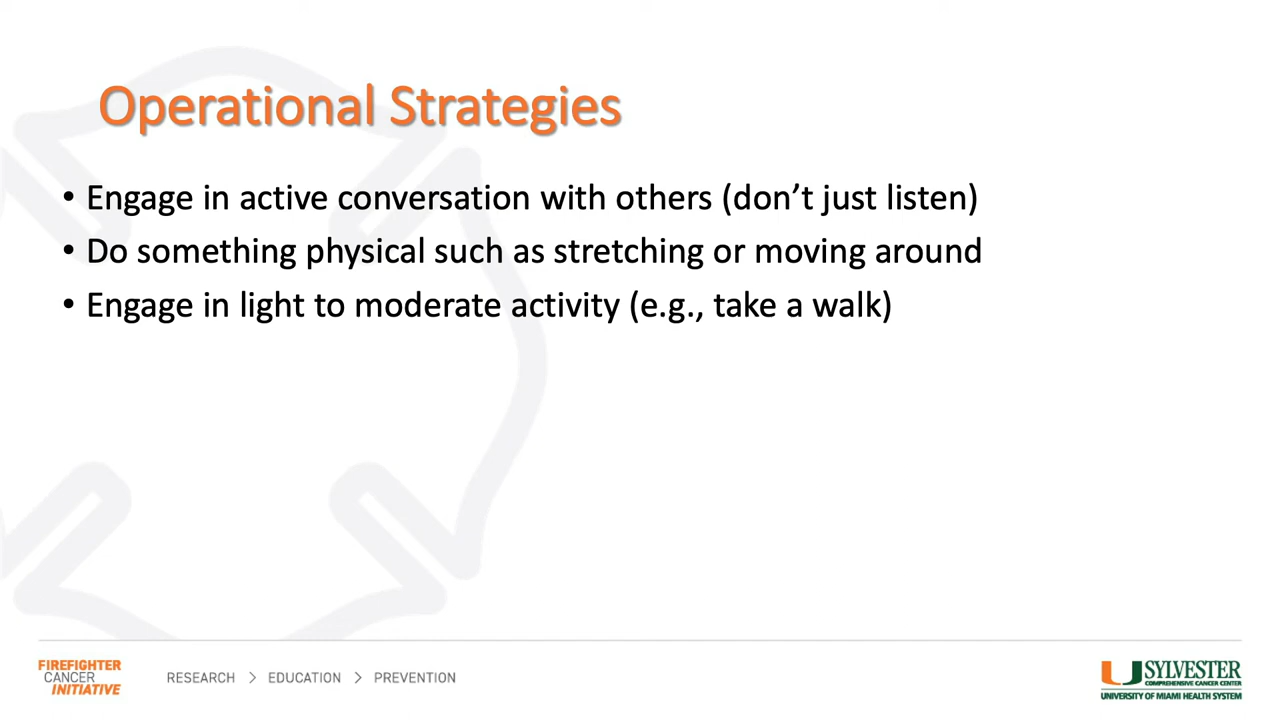 Operational Strategies
• Engage in active conversation with others (don’t just listen)
• Do something physical such as stretching or moving around
• Engage in light to moderate activity (e.g., take a walk)
FIREFIGHTER
CANCER
INITIATIVE
RESEARCH > EDUCATION > PREVENTION
SYLVESTER
COMPREHENSIVE CANCER CENTER
UNIVERSITY OF MIAMI HEALTH SYSTEM